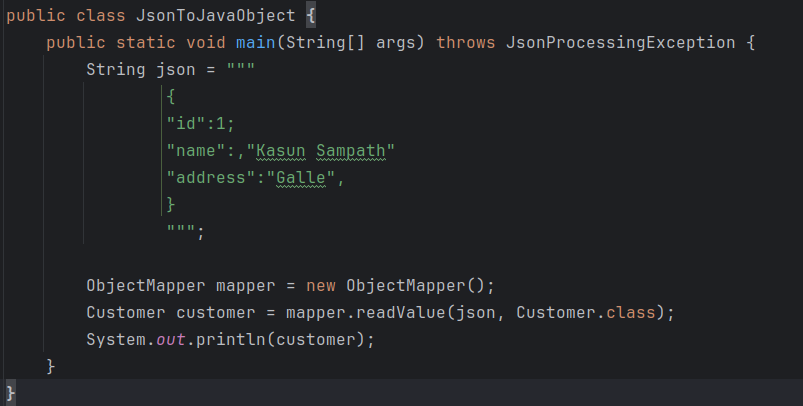 public class JsonToJavaObject {
    public static void main(String[] args) throws JsonProcessingException {
        String json = """
                {
                "id":1;
                "name":,"Kasun Sampath"
                "address":"Galle",
                }
                """;

        ObjectMapper mapper = new ObjectMapper();
        Customer customer = mapper.readValue(json, Customer.class);
        System.out.println(customer);
    }
}